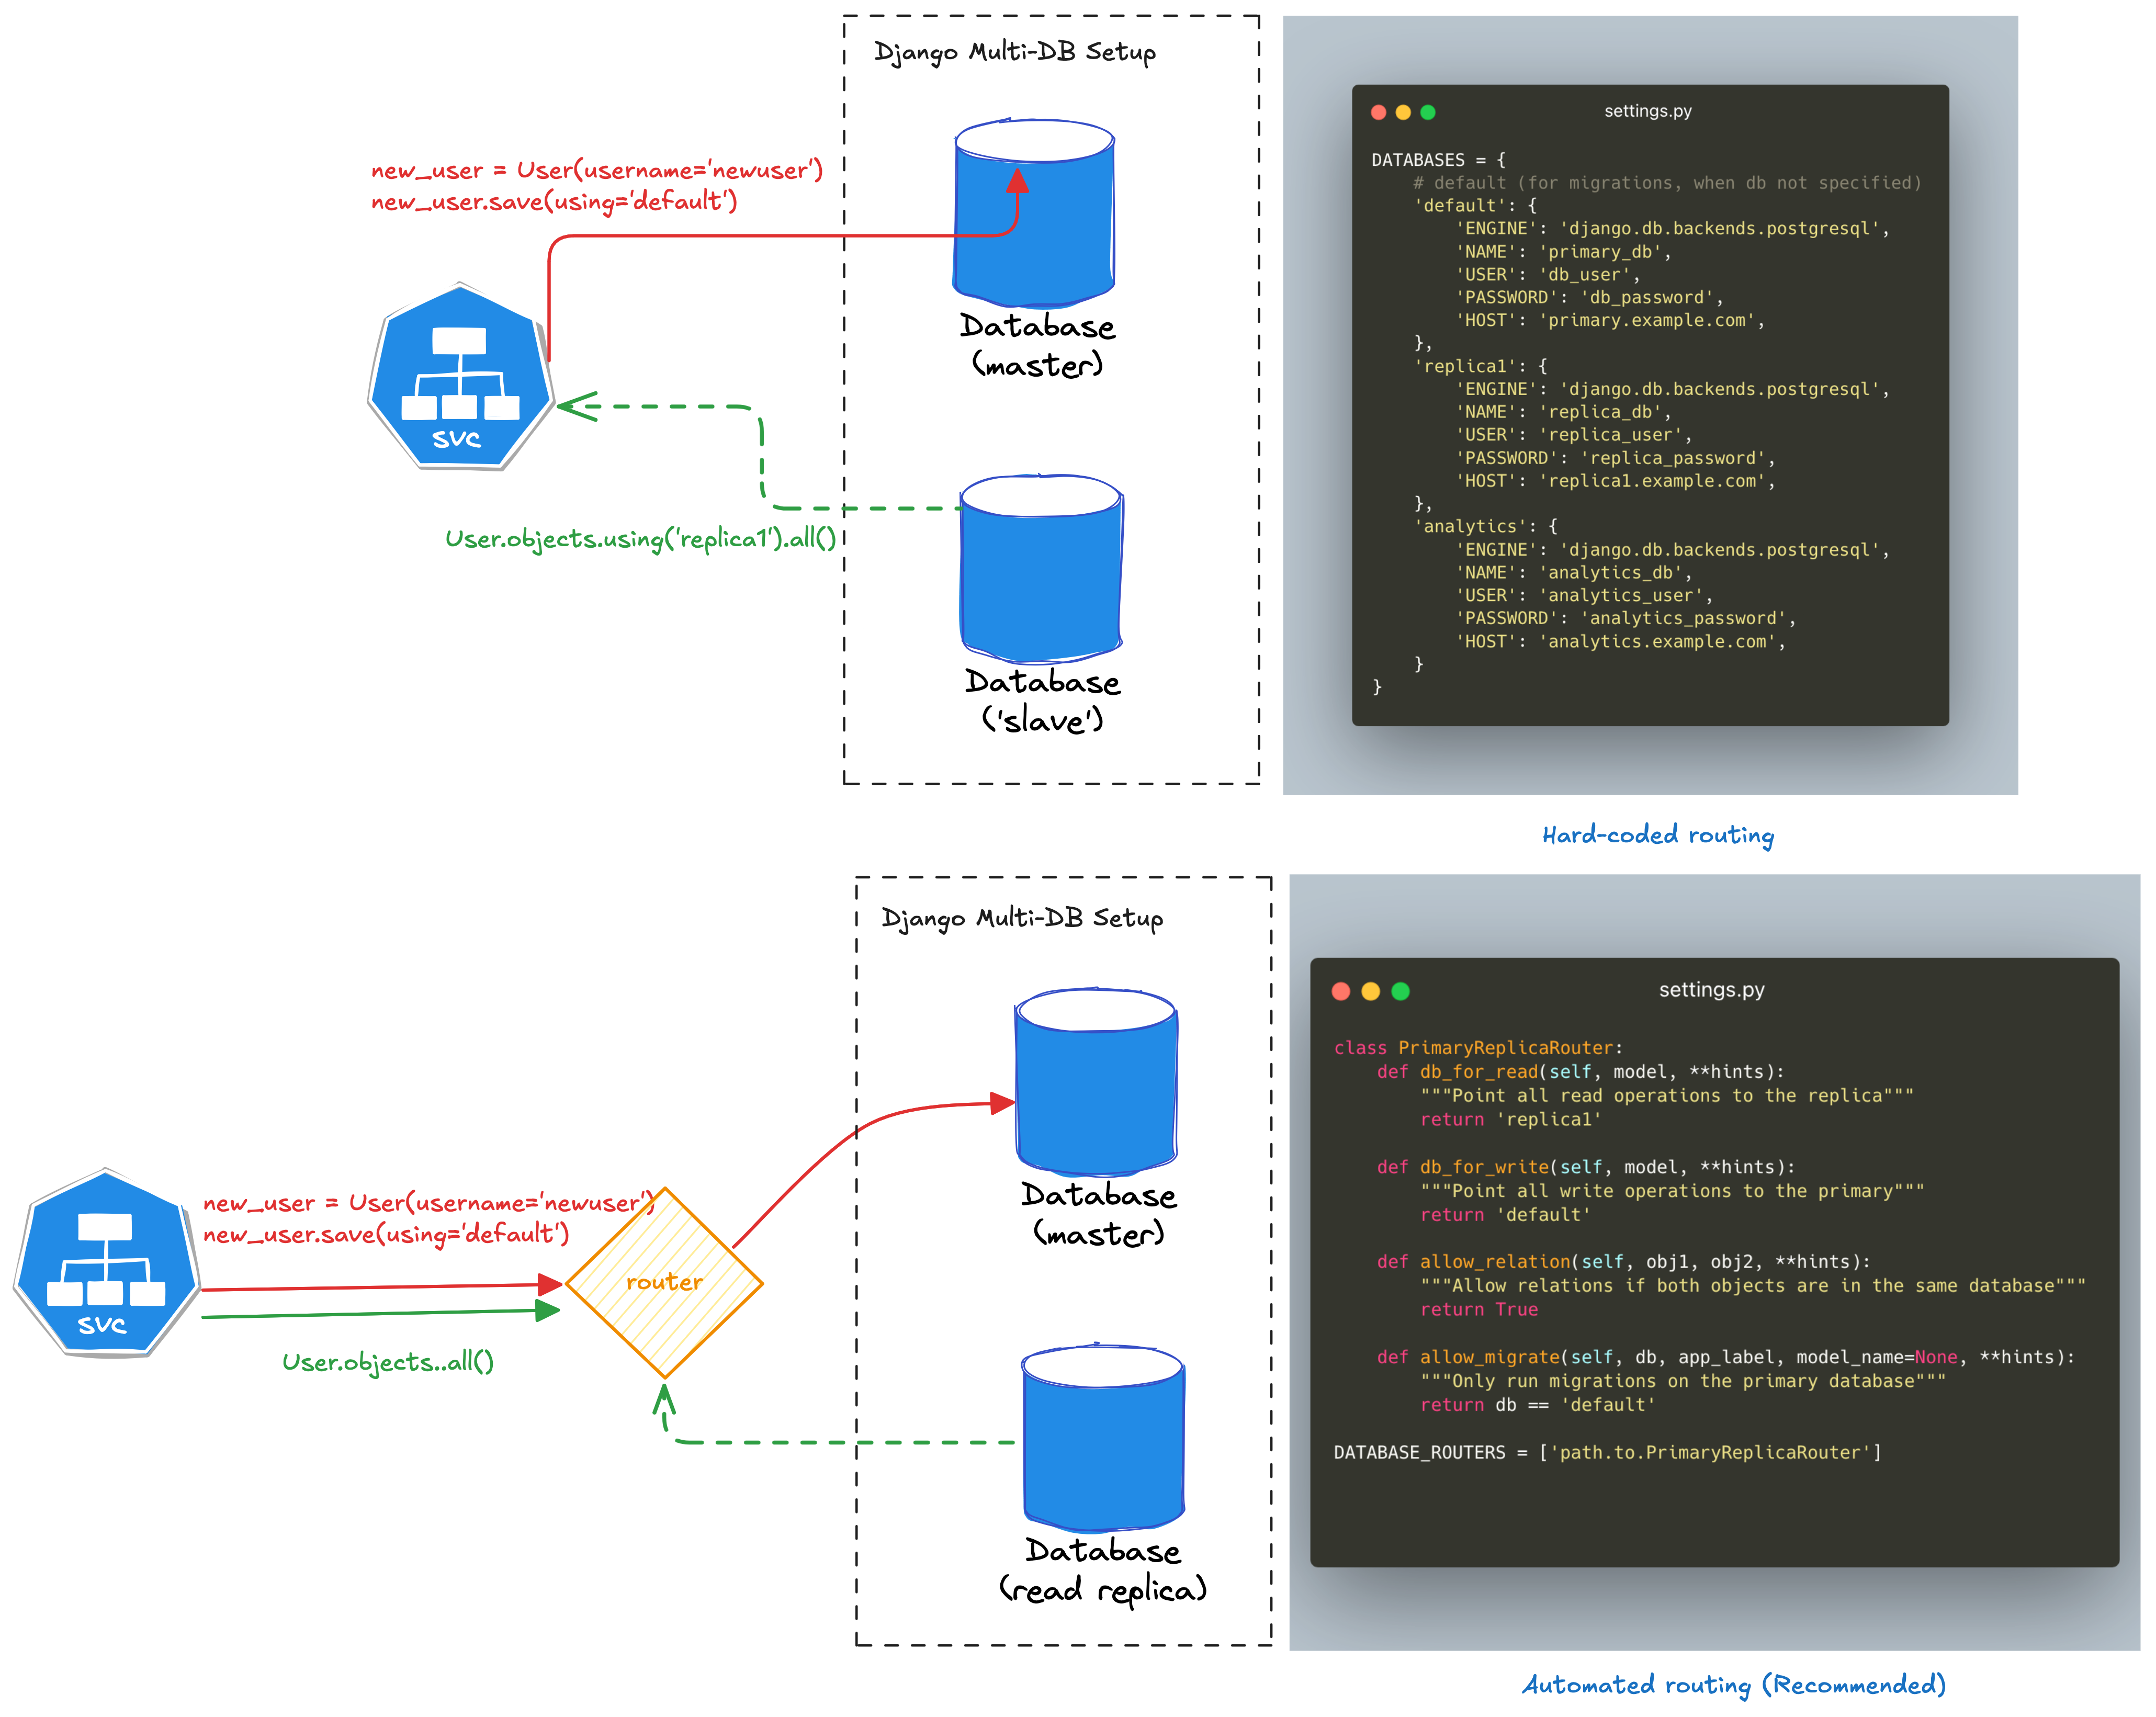 Django Multi-DB Setup
new_user = User(username='newuser')
new_user.save(using='default')
Database
(master)
svc
User.objects.using('replica1').all()
Database
('slave')
settings.py
DATABASES = {
    # default (for migrations, when db not specified)
    'default': {
        'ENGINE': 'django.db.backends.postgresql',
        'NAME': 'primary_db',
        'USER': 'db_user',
        'PASSWORD': 'db_password',
        'HOST': 'primary.example.com',
    },
    'replica1': {
        'ENGINE': 'django.db.backends.postgresql',
        'NAME': 'replica_db',
        'USER': 'replica_user',
        'PASSWORD': 'replica_password',
        'HOST': 'replica1.example.com',
    },
    'analytics': {
        'ENGINE': 'django.db.backends.postgresql',
        'NAME': 'analytics_db',
        'USER': 'analytics_user',
        'PASSWORD': 'analytics_password',
        'HOST': 'analytics.example.com',
    }
}
Hard-coded routing
Django Multi-DB Setup
Database
(master)
new_user = User(username='newuser')
new_user.save(using='default')
router
svc
User.objects..all()
Database
(read replica)
settings.py
class PrimaryReplicaRouter:
    def db_for_read(self, model, **hints):
        """Point all read operations to the replica"""
        return 'replica1'
    def db_for_write(self, model, **hints):
        """Point all write operations to the primary"""
        return 'default'
    def allow_relation(self, obj1, obj2, **hints):
        """Allow relations if both objects are in the same database"""
        return True
    def allow_migrate(self, db, app_label, model_name=None, **hints):
        """Only run migrations on the primary database"""
        return db == 'default'
DATABASE_ROUTERS = ['path.to.PrimaryReplicaRouter']
Automated routing (Recommended)